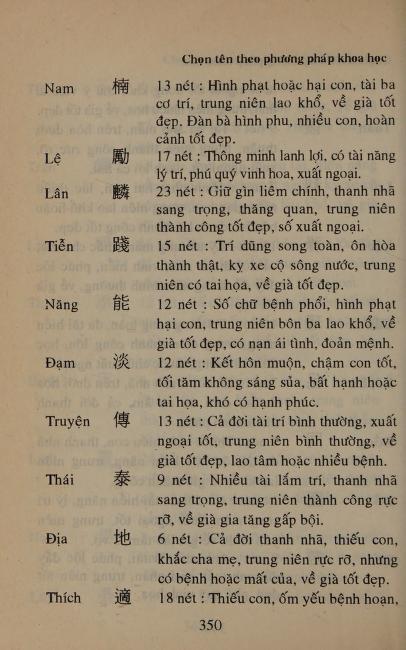 Chọn tên theo phương pháp khoa học
Nam 楠 13 nét : Hình phạt hoặc hại con, tài ba
cơ trí, trung niên lao khổ, về già tốt
đẹp. Đàn bà hình phu, nhiều con, hoàn
cảnh tốt đẹp.
Lệ 勵 17 nét : Thông minh lanh lợi, có tài năng
lý trí, phú quý vinh hoa, xuất ngoại.
Lân 麟 23 nét : Giữ gìn liêm chính, thanh nhã
sang trọng, thăng quan, trung niên
thành công tốt đẹp, số xuất ngoại.
Tiễn 踐 15 nét : Trí dũng song toàn, ôn hòa
thành thật, kỵ xe cộ sông nước, trung
niên có tai họa, về già tốt đẹp.
Năng 能 12 nét : Số chữ bệnh phổi, hình phạt
hại con, trung niên bôn ba lao khổ, về
già tốt đẹp, có nạn ái tình, đoản mệnh.
Đạm 淡 12 nét : Kết hôn muộn, chậm con tốt,
tối tăm không sáng sủa, bất hạnh hoặc
tai họa, khó có hạnh phúc.
Truyện 傳 13 nét : Cả đời tài trí bình thường, xuất
ngoại tốt, trung niên bình thường, về
già tốt đẹp, lao tâm hoặc nhiều bệnh.
Thái 泰 9 nét : Nhiều tài lắm trí, thanh nhã
sang trọng, trung niên thành công rực
rỡ, về già gia tăng gấp bội.
Địa 地 6 nét : Cả đời thanh nhã, thiếu con,
khắc cha mẹ, trung niên rực rỡ, nhưng
có bệnh hoặc mất của, về già tốt đẹp.
Thích 適 18 nét : Thiếu con, ốm yếu bệnh hoạn,
350